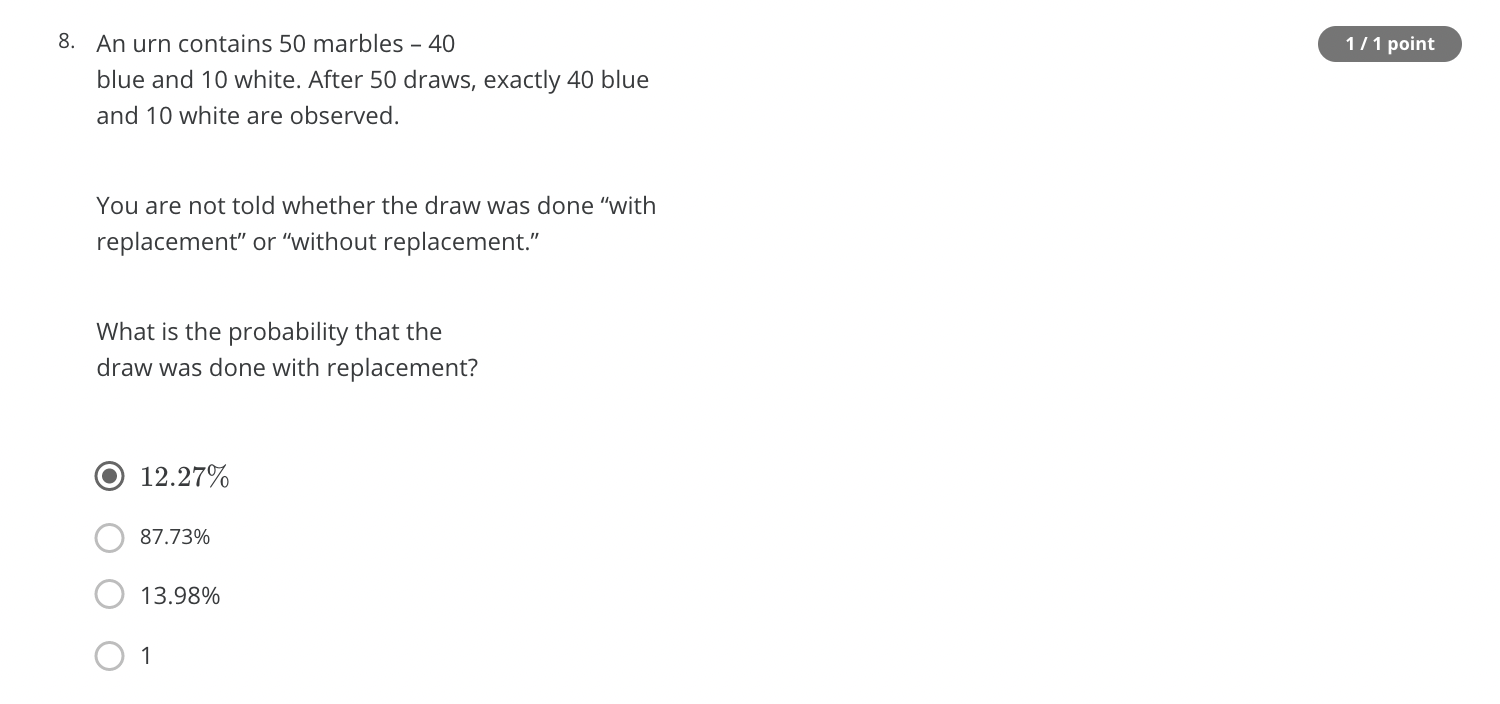 8. An urn contains 50 marbles – 40
1 / 1 point
blue and 10 white. After 50 draws, exactly 40 blue
and 10 white are observed.
You are not told whether the draw was done “with
replacement” or “without replacement.”
What is the probability that the
draw was done with replacement?
12.27%
87.73%
13.98%
1